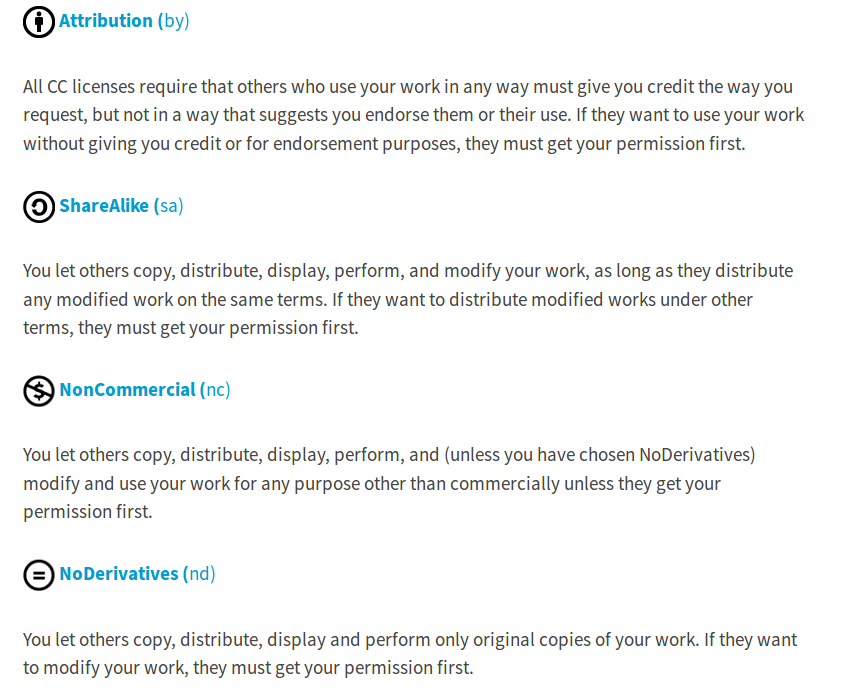 Attribution (by)
All CC licenses require that others who use your work in any way must give you credit the way you
request, but not in a way that suggests you endorse them or their use. If they want to use your work
without giving you credit or for endorsement purposes, they must get your permission first.
ShareAlike (sa)
You let others copy, distribute, display, perform, and modify your work, as long as they distribute
any modified work on the same terms. If they want to distribute modified works under other
terms, they must get your permission first.
NonCommercial (nc)
You let others copy, distribute, display, perform, and (unless you have chosen NoDerivatives)
modify and use your work for any purpose other than commercially unless they get your
permission first.
NoDerivatives (nd)
You let others copy, distribute, display and perform only original copies of your work. If they want
to modify your work, they must get your permission first.